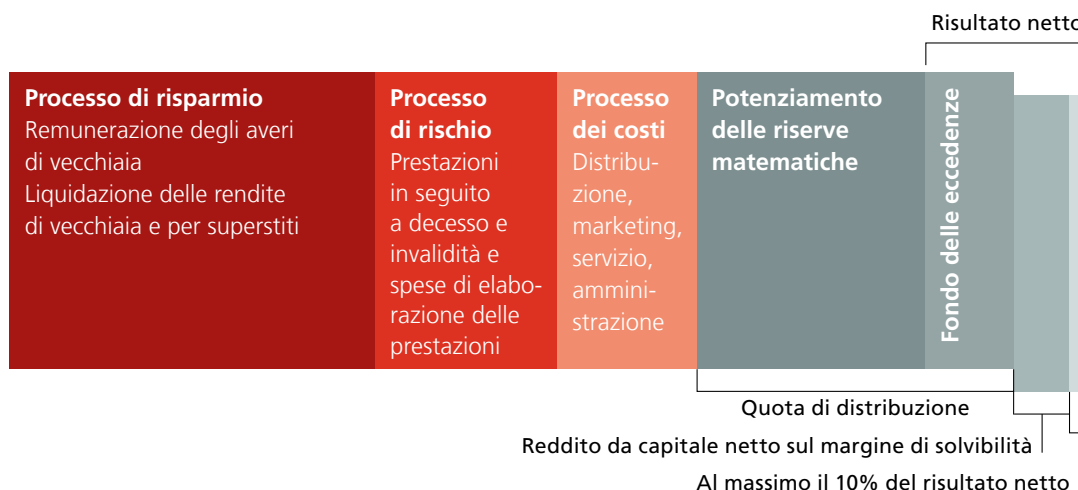 Risultato netto
Processo di risparmio
Remunerazione degli averi
di vecchiaia
Liquidazione delle rendite
di vecchiaia e per superstiti
Processo
di rischio
Prestazioni
in seguito
a decesso e
invalidità e
spese di elabo-
razione delle
prestazioni
Processo
dei costi
Distribu-
zione,
marketing,
servizio,
ammini-
strazione
Potenziamento
delle riserve
matematiche
Fondo delle eccedenze
Quota di distribuzione
Reddito da capitale netto sul margine di solvibilità
Al massimo il 10% del risultato netto